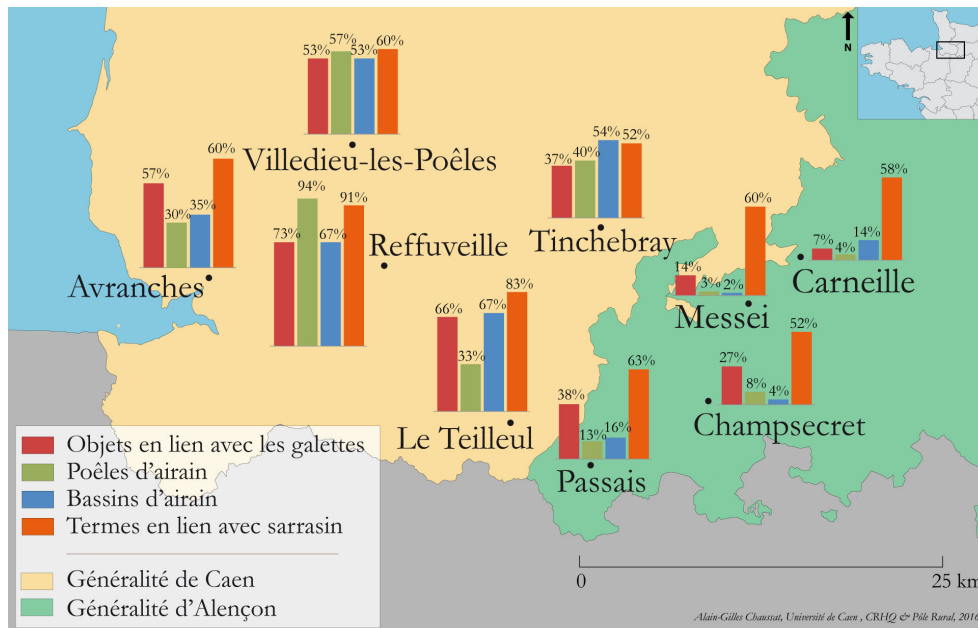 N
53%
57%
53%
60%
Villedieu-les-Poêles
57%
30%
35%
60%
Avranches
73%
94%
67%
91%
Reffuveille
37%
40%
54%
52%
Tinchebray
14%
3%
2%
60%
Messei
7%
4%
14%
58%
Carneille
66%
33%
67%
83%
Le Teilleul
38%
13%
16%
63%
Passais
27%
8%
4%
52%
Champsecret
Objets en lien avec les galettes
Poêles d'airain
Bassins d'airain
Termes en lien avec sarrasin
Généralité de Caen
Généralité d'Alençon
0
25 km
Alain-Gilles Chaussat, Université de Caen , CRHQ & Pôle Rural, 2016